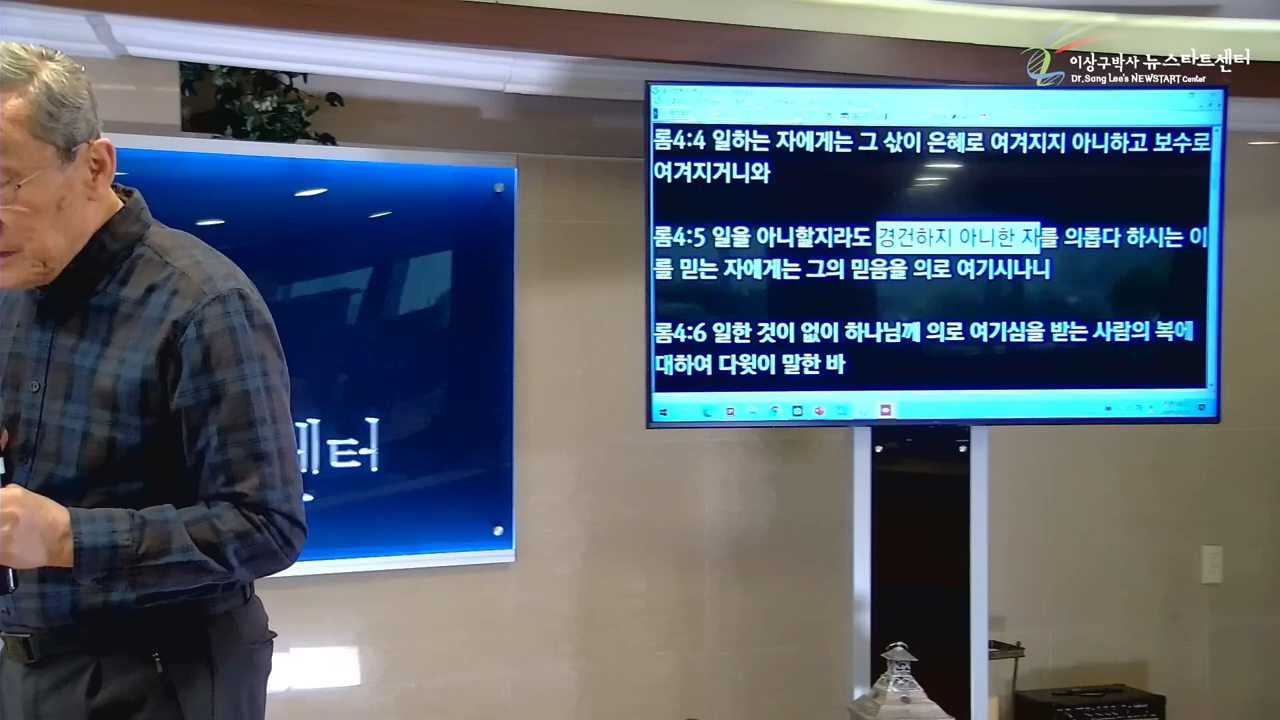 이상구박사 뉴스타트센터
Dr. Sang Lee's NEWSTART Center
롬4:4 일하는 자에게는 그 삯이 은혜로 여겨지지 아니하고 보수로
여겨지거니와
롬4:5 일을 아니할지라도 경건하지 아니한 자를 의롭다 하시는 이
를 믿는 자에게는 그의 믿음을 의로 여기시나니
롬4:6 일한 것이 없이 하나님께 의로 여기심을 받는 사람의 복에
대하여 다윗이 말한 바
센터